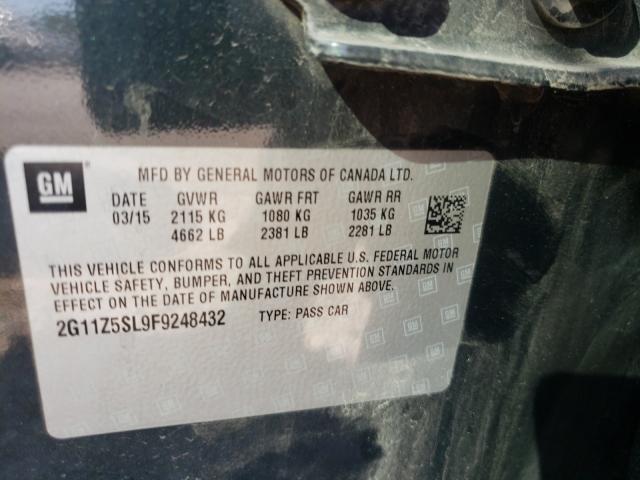 GM
MFD BY GENERAL MOTORS OF CANADA LTD.
DATE GVWR GAWR FRT GAWR RR
03/15 2115 KG 1080 KG 1035 KG
4662 LB 2381 LB 2281 LB
THIS VEHICLE CONFORMS TO ALL APPLICABLE U.S. FEDERAL MOTOR
VEHICLE SAFETY, BUMPER, AND THEFT PREVENTION STANDARDS IN
EFFECT ON THE DATE OF MANUFACTURE SHOWN ABOVE.
2G11Z5SL9F9248432 TYPE: PASS CAR